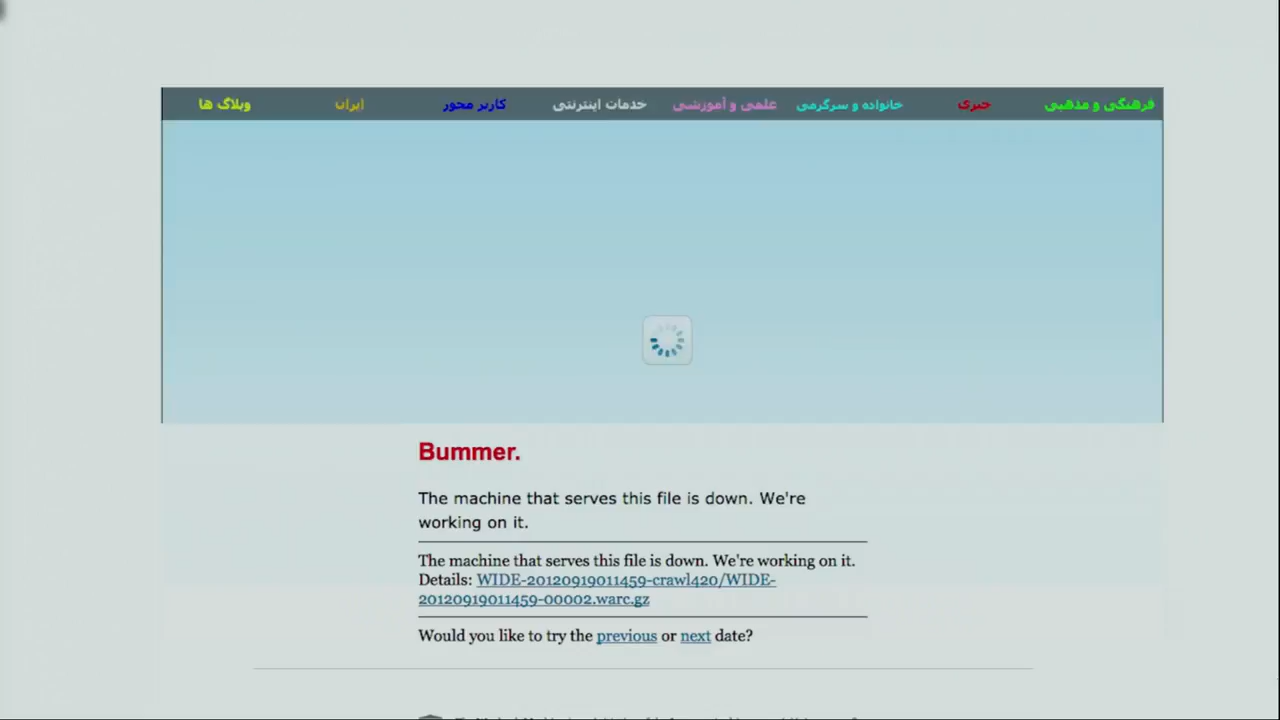 فرهنگی و مذهبی خبری خانواده و سرگرمی علمی و آموزشی خدمات اینترنتی کاربر محور ایران وبلاگ ها
Bummer.
The machine that serves this file is down. We're
working on it.
The machine that serves this file is down. We're working on it.
Details: WIDE-20120919011459-crawl420/WIDE-
20120919011459-00002.warc.gz
Would you like to try the previous or next date?